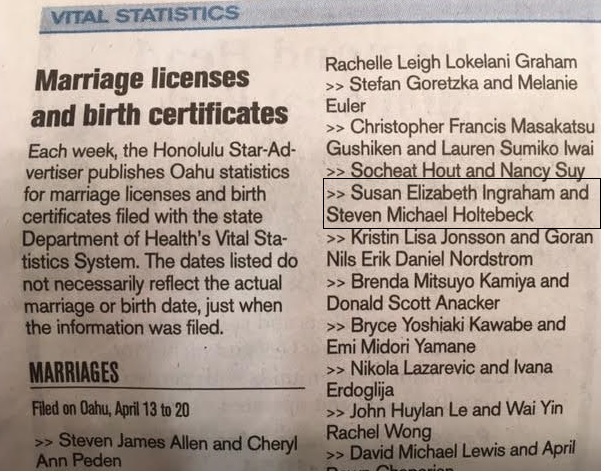 VITAL STATISTICS
Marriage licenses
and birth certificates
Each week, the Honolulu Star-Ad-
vertiser publishes Oahu statistics
for marriage licenses and birth
certificates filed with the state
Department of Health's Vital Sta-
tistics System. The dates listed do
not necessarily reflect the actual
marriage or birth date, just when
the information was filed.
MARRIAGES
Filed on Oahu, April 13 to 20
>> Steven James Allen and Cheryl
Ann Peden
Rachelle Leigh Lokelani Graham
>> Stefan Goretzka and Melanie
Euler
>> Christopher Francis Masakatsu
Gushiken and Lauren Sumiko Iwai
>> Socheat Hout and Nancy Suy
>> Susan Elizabeth Ingraham and
Steven Michael Holtebeck
>> Kristin Lisa Jonsson and Goran
Nils Erik Daniel Nordstrom
>> Brenda Mitsuyo Kamiya and
Donald Scott Anacker
>> Bryce Yoshiaki Kawabe and
Emi Midori Yamane
>> Nikola Lazarevic and Ivana
Erdoglija
>> John Huylan Le and Wai Yin
Rachel Wong
>> David Michael Lewis and April